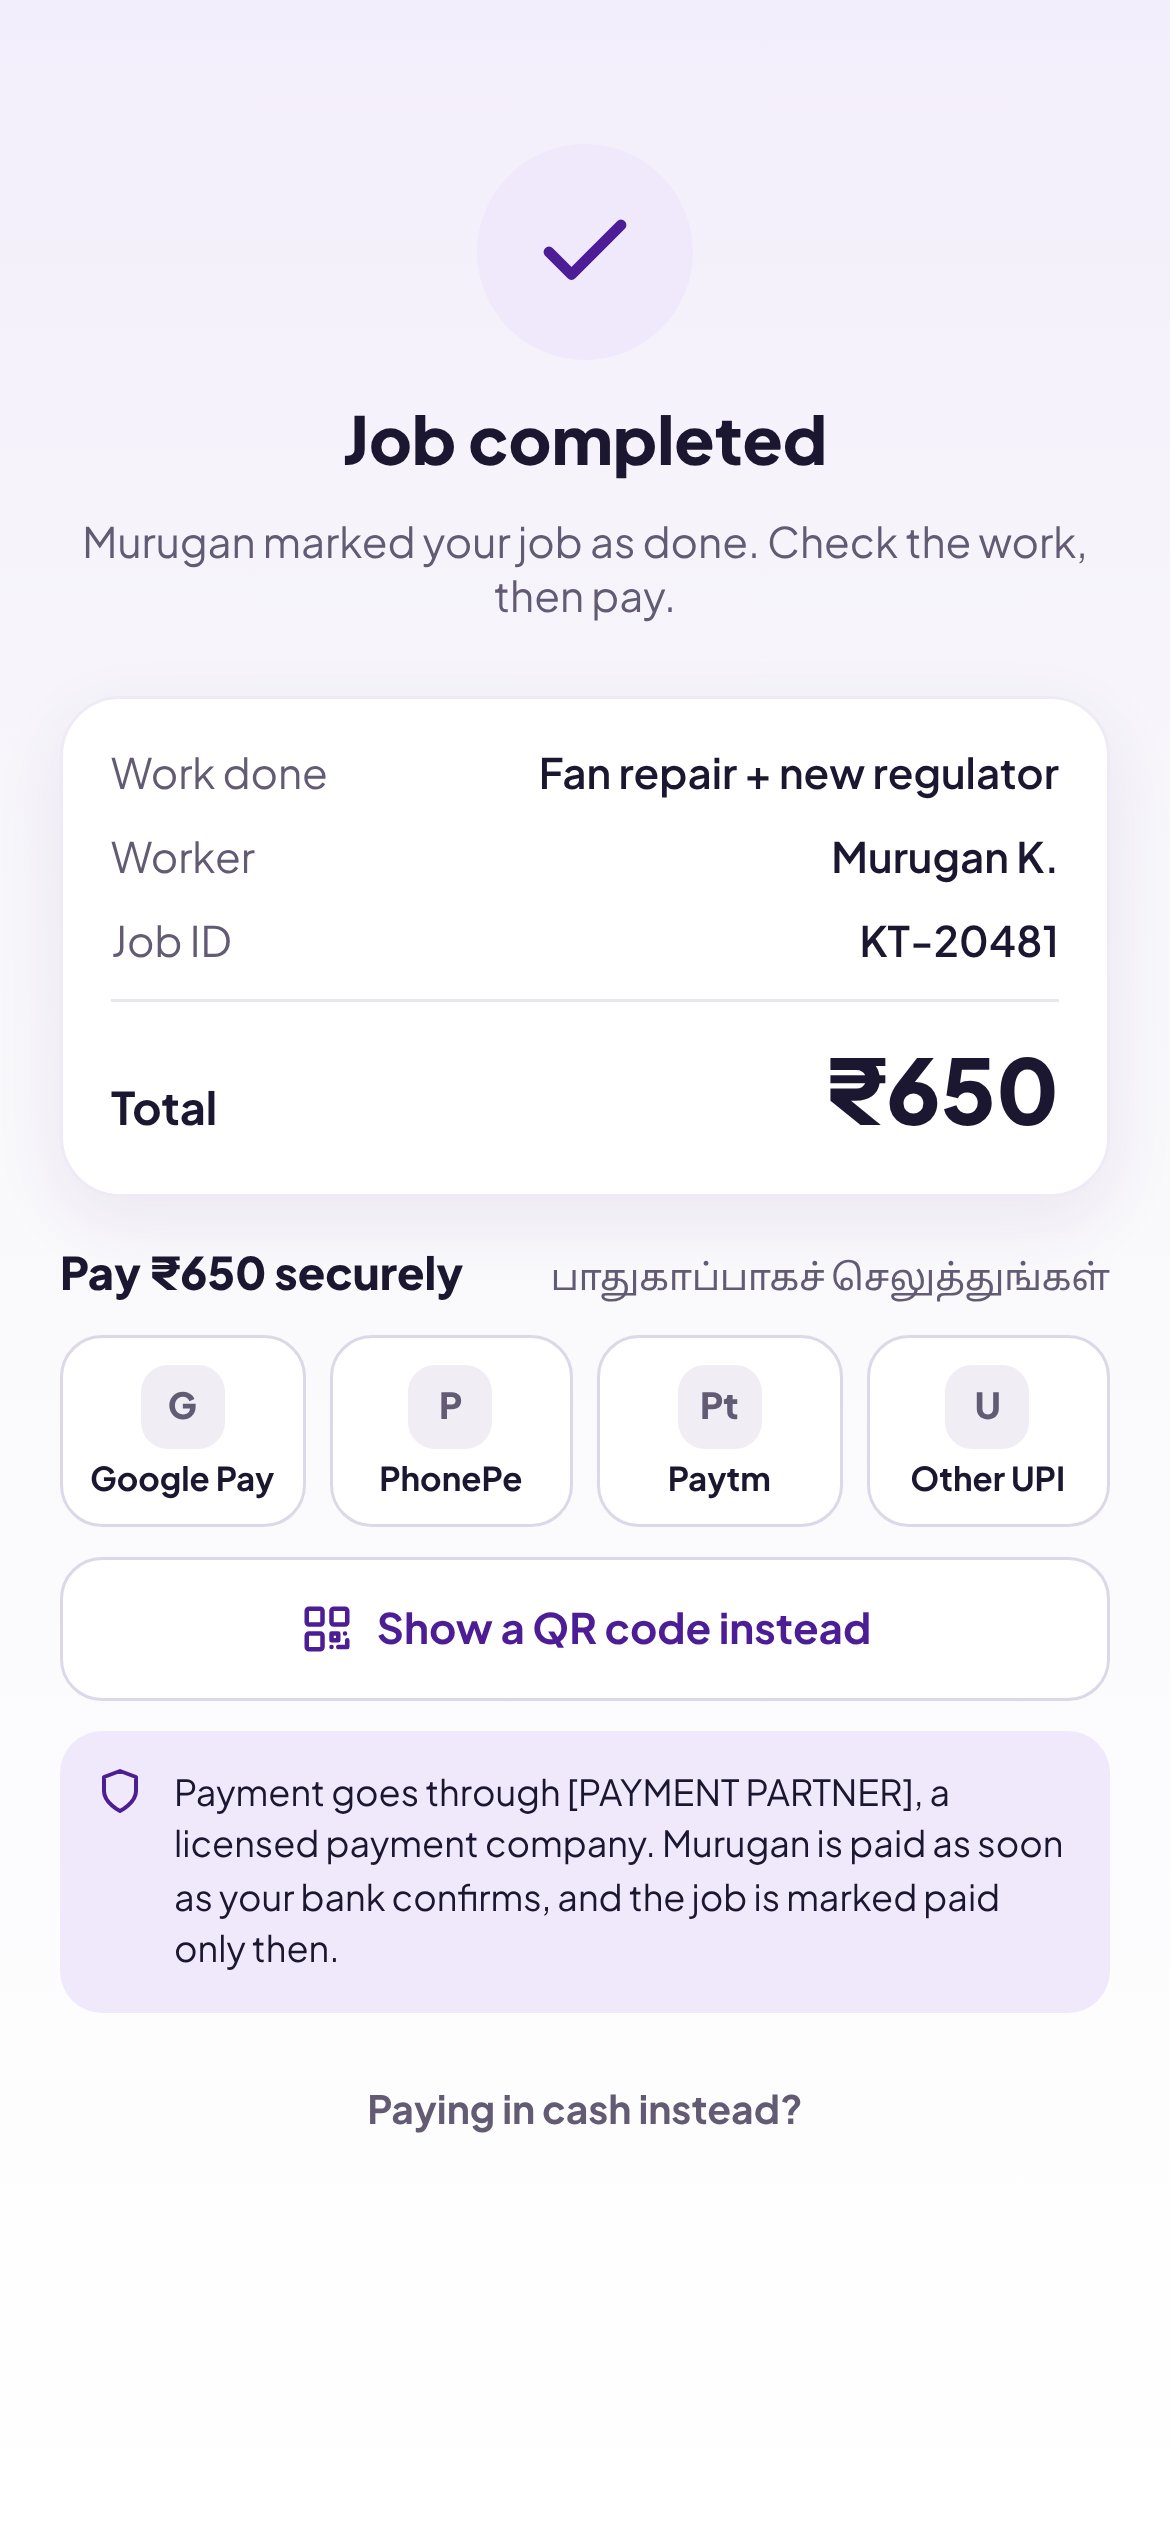 Job completed
Murugan marked your job as done. Check the work,
then pay.
Work done Fan repair + new regulator
Worker Murugan K.
Job ID KT-20481
Total ₹650
Pay ₹650 securely பாதுகாப்பாகச் செலுத்துங்கள்
G P Pt U
Google Pay PhonePe Paytm Other UPI
Show a QR code instead
Payment goes through [PAYMENT PARTNER], a
licensed payment company. Murugan is paid as soon
as your bank confirms, and the job is marked paid
only then.
Paying in cash instead?